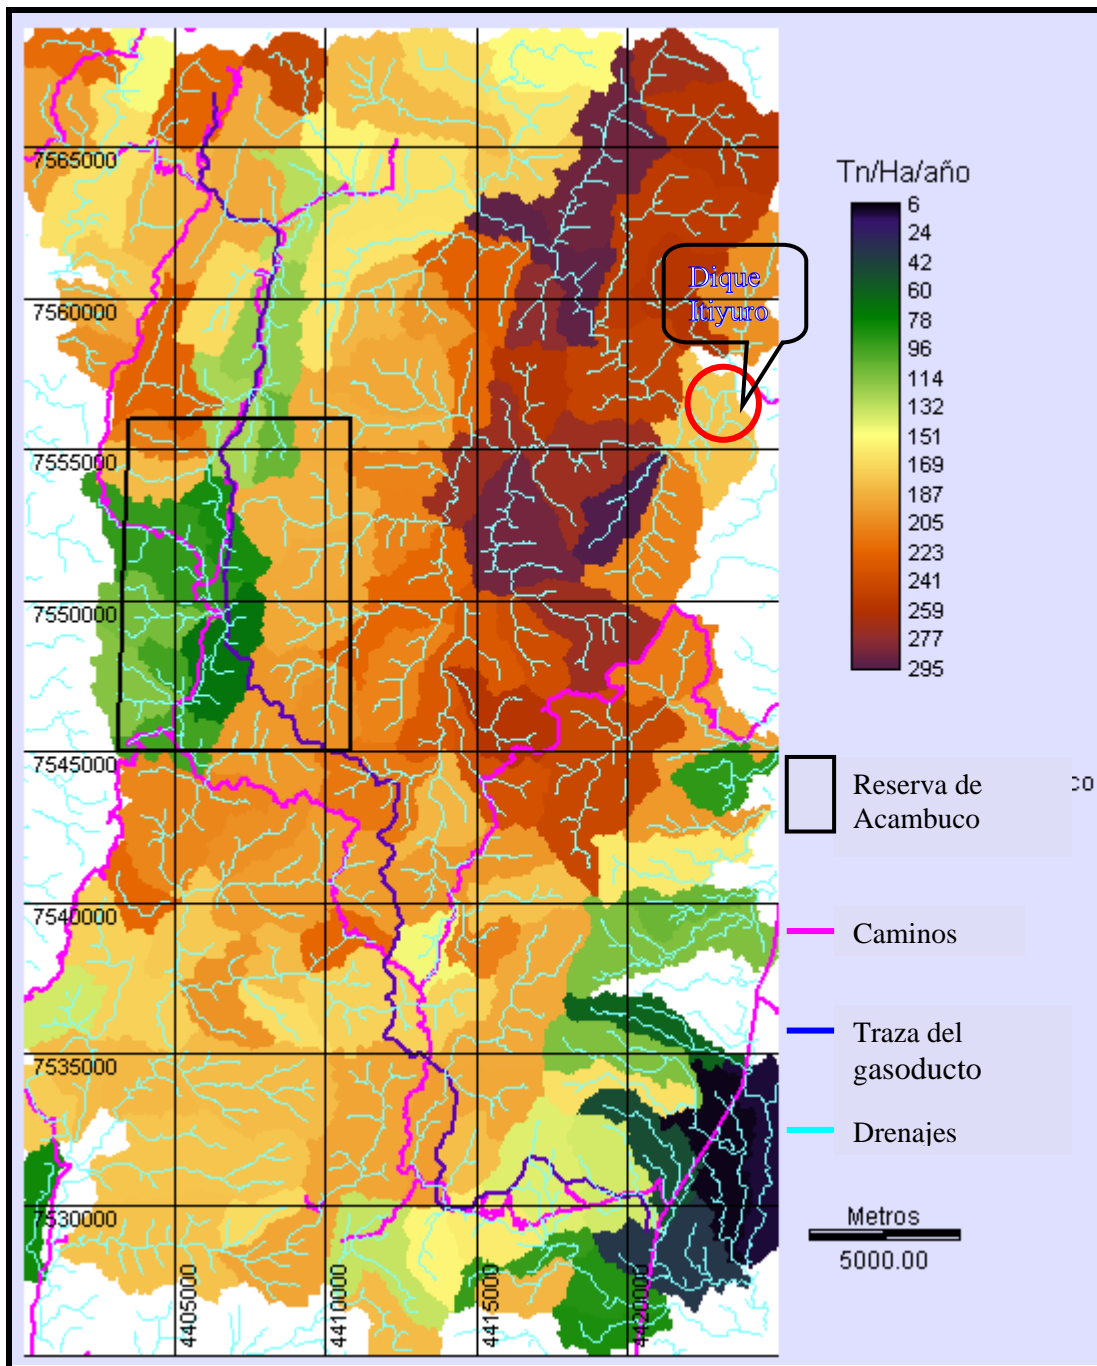 Tn/Ha/año
6
24
42
60
78
96
114
132
151
169
187
205
223
241
259
277
295
Dique
Itiyuro
7565000
7560000
7555000
7550000
7545000
7540000
7535000
7530000
4405000
4410000
4415000
4420000
Reserva de
Acambuco
co
Caminos
Traza del
gasoducto
Drenajes
Metros
5000.00